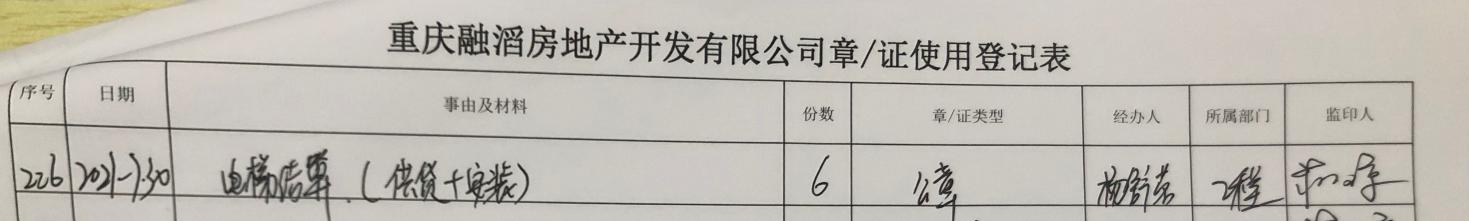 重庆融滔房地产开发有限公司章/证使用登记表
序号 日期 事由及材料 份数 章/证类型 经办人 所属部门 监印人
226 2021-7.30 电梯结算 (供货+安装) 6 公章 工程